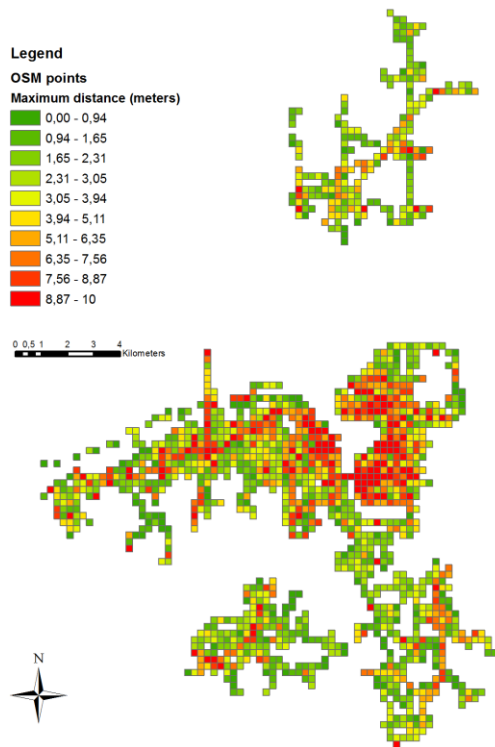 Legend
OSM points
Maximum distance (meters)
0,00 - 0,94
0,94 - 1,65
1,65 - 2,31
2,31 - 3,05
3,05 - 3,94
3,94 - 5,11
5,11 - 6,35
6,35 - 7,56
7,56 - 8,87
8,87 - 10
0 0,5 1 2 3 4
Kilometers
N